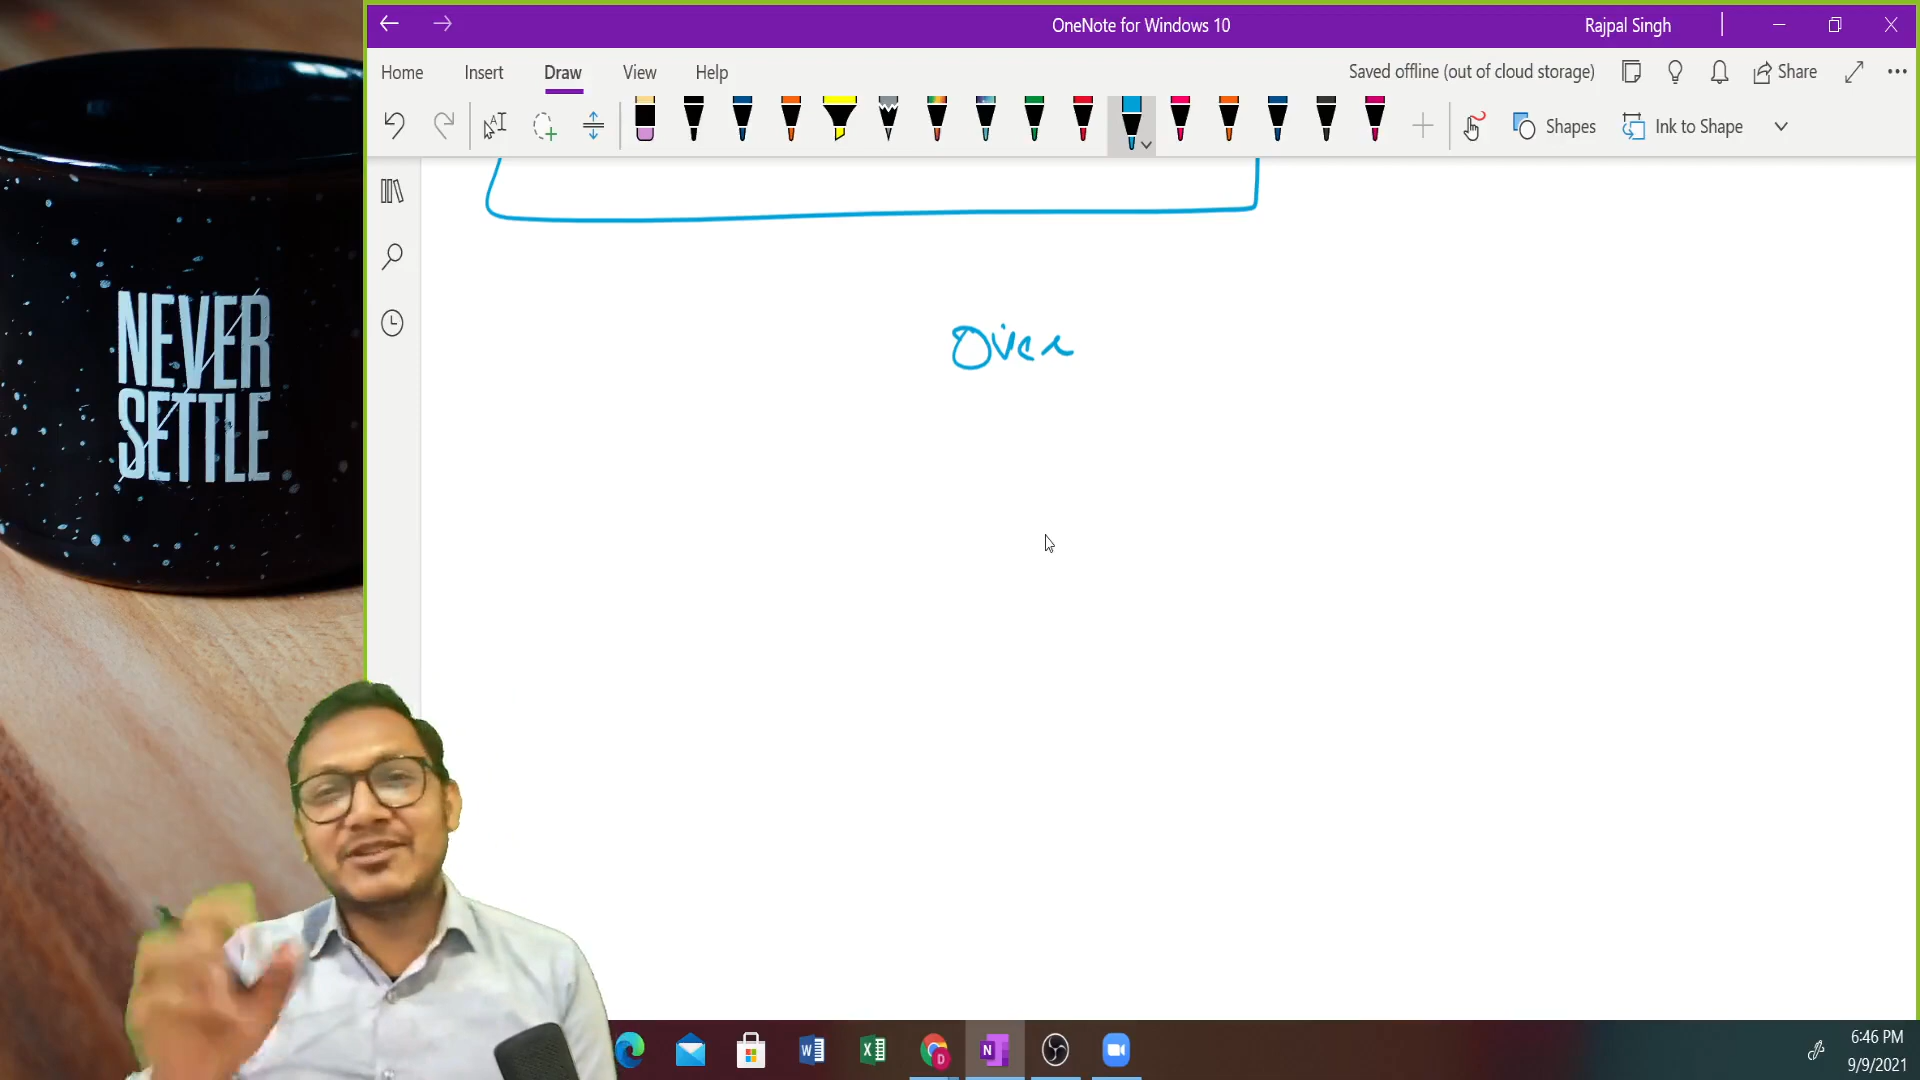 OneNote for Windows 10
Rajpal Singh
Home Insert Draw View Help
Saved offline (out of cloud storage)
Share
Shapes
Ink to Shape
NEVER
SETTLE
Over
6:46 PM
9/9/2021